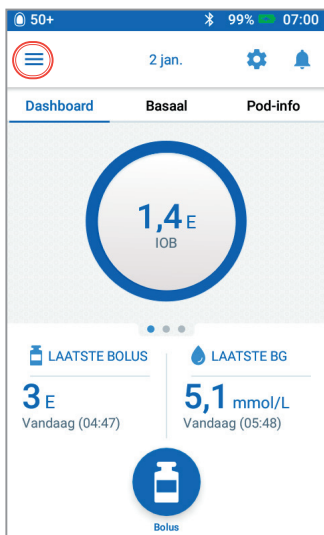 50+ 99% 07:00
2 jan.
Dashboard Basaal Pod-info
1,4 E
IOB
LAATSTE BOLUS LAATSTE BG
3 E 5,1 mmol/L
Vandaag (04:47) Vandaag (05:48)
Bolus